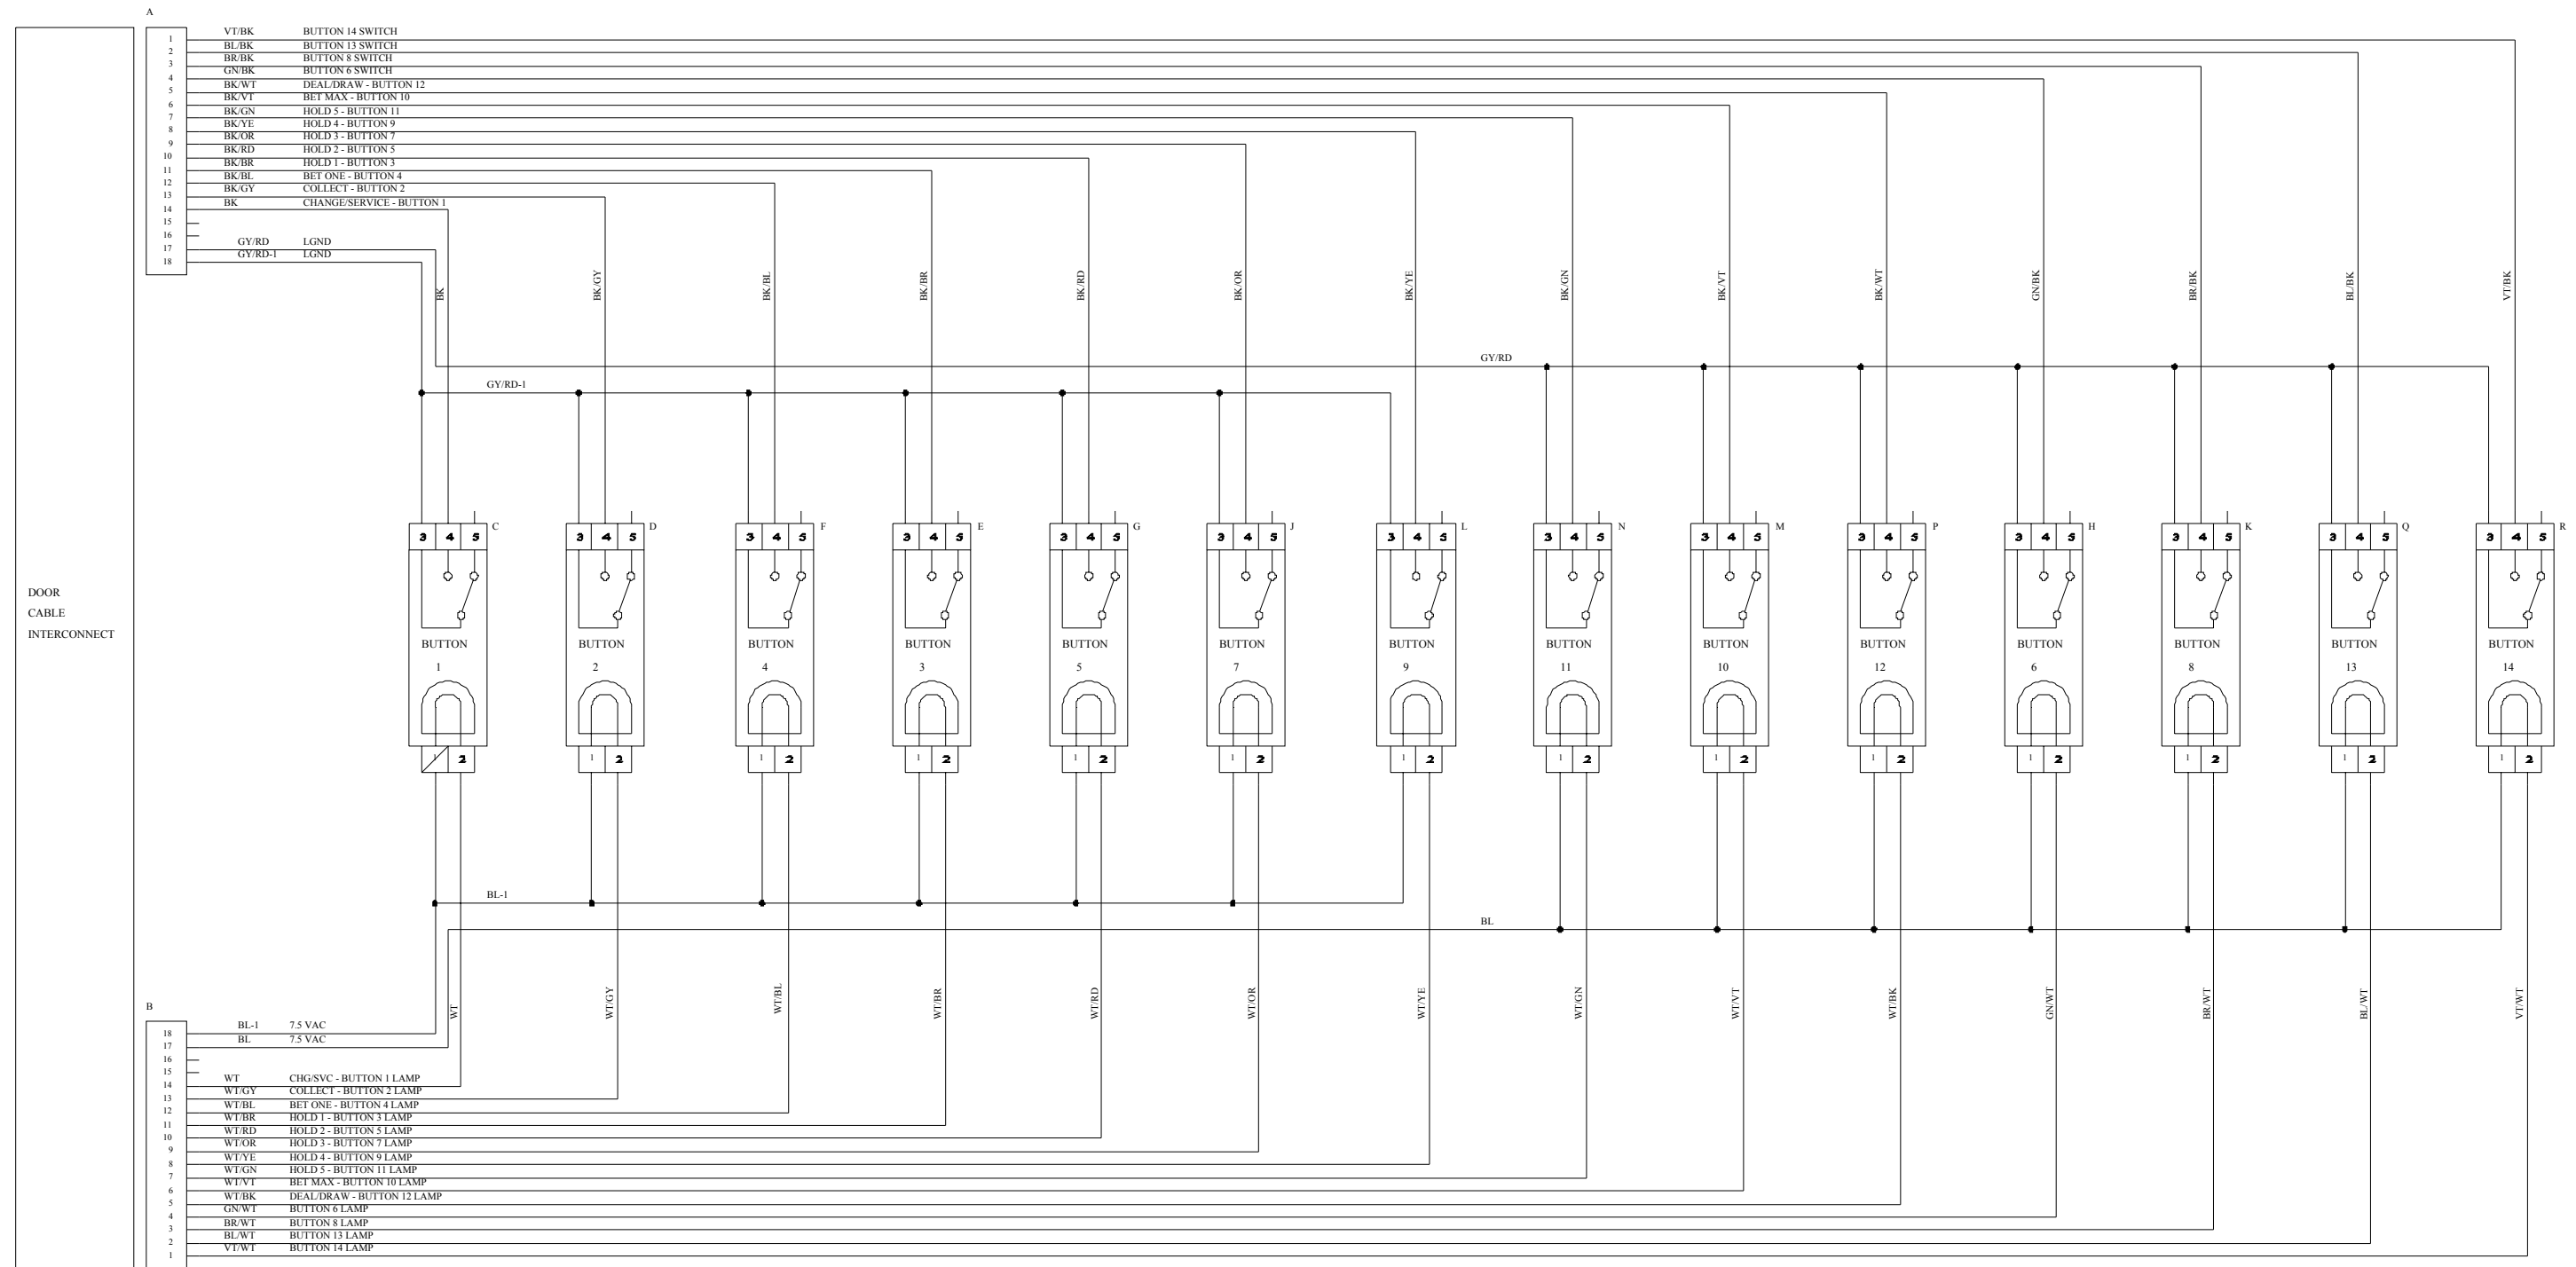 A
1 VT/BK BUTTON 14 SWITCH
2 BL/BK BUTTON 13 SWITCH
3 BR/BK BUTTON 8 SWITCH
4 GN/BK BUTTON 6 SWITCH
5 BK/WT DEAL/DRAW - BUTTON 12
6 BK/VT BET MAX - BUTTON 10
7 BK/GN HOLD 5 - BUTTON 11
8 BK/YE HOLD 4 - BUTTON 9
9 BK/OR HOLD 3 - BUTTON 7
10 BK/RD HOLD 2 - BUTTON 5
11 BK/BR HOLD 1 - BUTTON 3
12 BK/BL BET ONE - BUTTON 4
13 BK/GY COLLECT - BUTTON 2
14 BK CHANGE/SERVICE - BUTTON 1
15
16
17 GY/RD LGND
18 GY/RD-1 LGND
BK BK/GY BK/BL BK/BR BK/RD BK/OR BK/YE BK/GN BK/VT BK/WT GN/BK BR/BK BL/BK VT/BK
GY/RD
GY/RD-1
C D F E G J L N M P H K Q R
3 4 5 3 4 5 3 4 5 3 4 5 3 4 5 3 4 5 3 4 5 3 4 5 3 4 5 3 4 5 3 4 5 3 4 5 3 4 5 3 4 5
DOOR
CABLE
INTERCONNECT
BUTTON BUTTON BUTTON BUTTON BUTTON BUTTON BUTTON BUTTON BUTTON BUTTON BUTTON BUTTON BUTTON BUTTON
1 2 4 3 5 7 9 11 10 12 6 8 13 14
1 2 1 2 1 2 1 2 1 2 1 2 1 2 1 2 1 2 1 2 1 2 1 2 1 2 1 2
BL-1
BL
WT WT/GY WT/BL WT/BR WT/RD WT/OR WT/YE WT/GN WT/VT WT/BK GN/WT BR/WT BL/WT VT/WT
B
18 BL-1 7.5 VAC
17 BL 7.5 VAC
16
15
14 WT CHG/SVC - BUTTON 1 LAMP
13 WT/GY COLLECT - BUTTON 2 LAMP
12 WT/BL BET ONE - BUTTON 4 LAMP
11 WT/BR HOLD 1 - BUTTON 3 LAMP
10 WT/RD HOLD 2 - BUTTON 5 LAMP
9 WT/OR HOLD 3 - BUTTON 7 LAMP
8 WT/YE HOLD 4 - BUTTON 9 LAMP
7 WT/GN HOLD 5 - BUTTON 11 LAMP
6 WT/VT BET MAX - BUTTON 10 LAMP
5 WT/BK DEAL/DRAW - BUTTON 12 LAMP
4 GN/WT BUTTON 6 LAMP
3 BR/WT BUTTON 8 LAMP
2 BL/WT BUTTON 13 LAMP
1 VT/WT BUTTON 14 LAMP